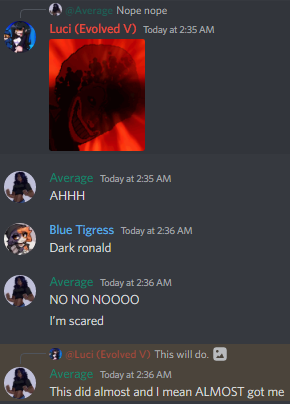 @Average Nope nope
Luci (Evolved V) Today at 2:35 AM
Average Today at 2:35 AM
AHHH
Blue Tigress Today at 2:36 AM
Dark ronald
Average Today at 2:36 AM
NO NO NOOOO
I'm scared
@Luci (Evolved V) This will do.
Average Today at 2:36 AM
This did almost and I mean ALMOST got me